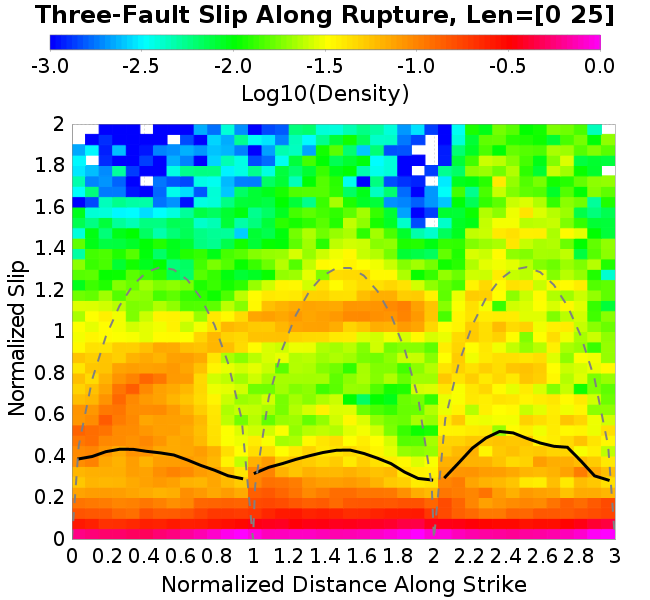 Three-Fault Slip Along Rupture, Len=[0 25]
-3.0 -2.5 -2.0 -1.5 -1.0 -0.5 0.0
Log10(Density)
2
1.8
1.6
1.4
1.2
1
0.8
0.6
0.4
0.2
0
Normalized Slip
0 0.2 0.4 0.6 0.8 1 1.2 1.4 1.6 1.8 2 2.2 2.4 2.6 2.8 3
Normalized Distance Along Strike